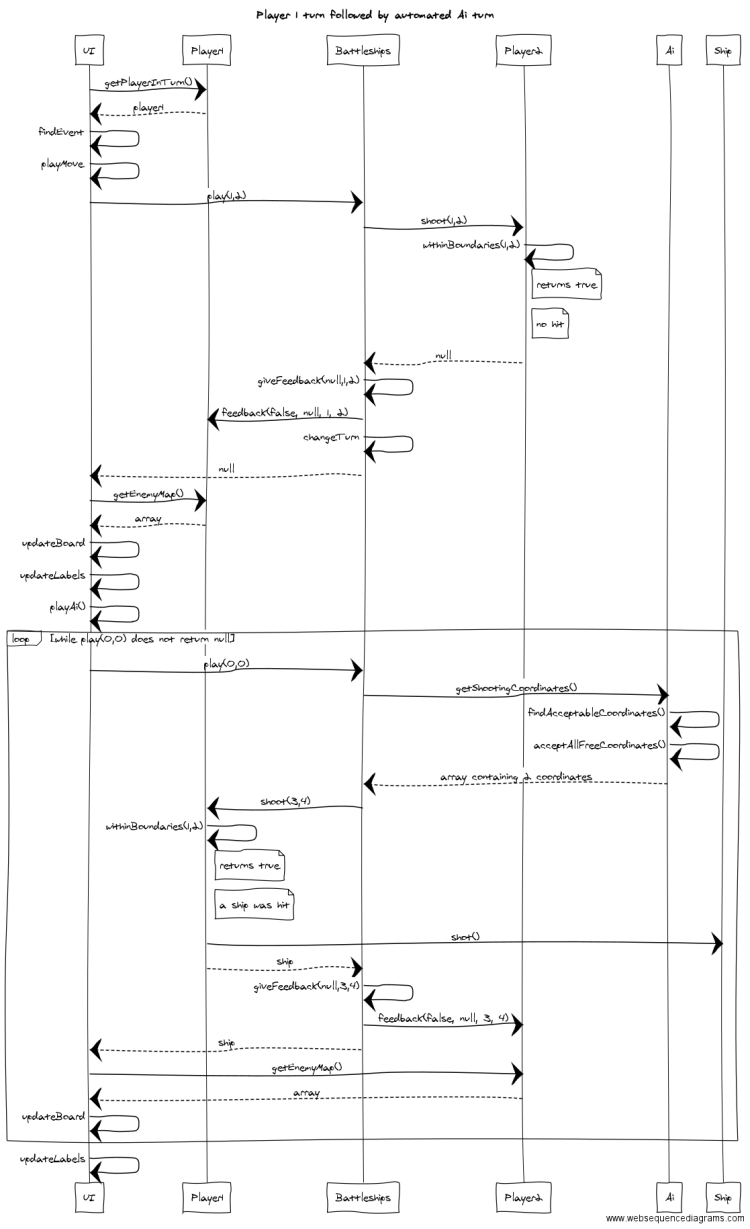 Player 1 turn followed by automated Ai turn
UI Player1 Battleships Player2 Ai Ship
getPlayerInTurn()
player1
findEvent
playMove
play(1,2)
shoot(1,2)
withinBoundaries(1,2)
returns true
no hit
null
giveFeedback(null,1,2)
feedback(false, null, 1, 2)
changeTurn
null
getEnemyMap()
array
updateBoard
updateLabels
playAi()
loop [while play(0,0) does not return null]
play(0,0)
getShootingCoordinates()
findAcceptableCoordinates()
acceptAllFreeCoordinates()
array containing 2 coordinates
shoot(3,4)
withinBoundaries(1,2)
returns true
a ship was hit
shot()
ship
giveFeedback(null,3,4)
feedback(false, null, 3, 4)
ship
getEnemyMap()
array
updateBoard
updateLabels
UI Player1 Battleships Player2 Ai Ship
www.websequencediagrams.com